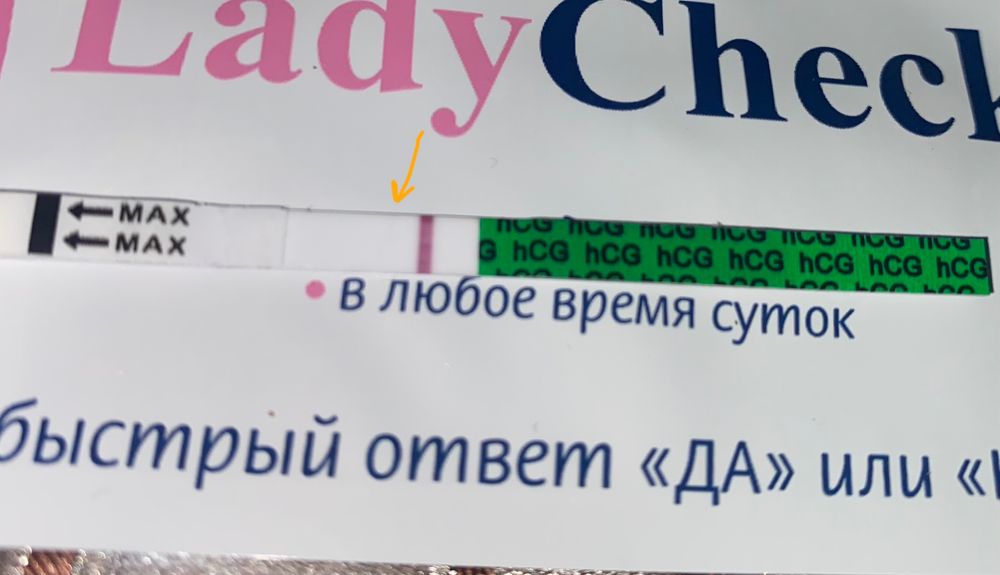 LadyCheck
MAX
MAX
hCG hCG hCG hCG hCG hCG
G hCG hCG hCG hCG hCG hCG hCG
• в любое время суток
быстрый ответ «ДА» или «